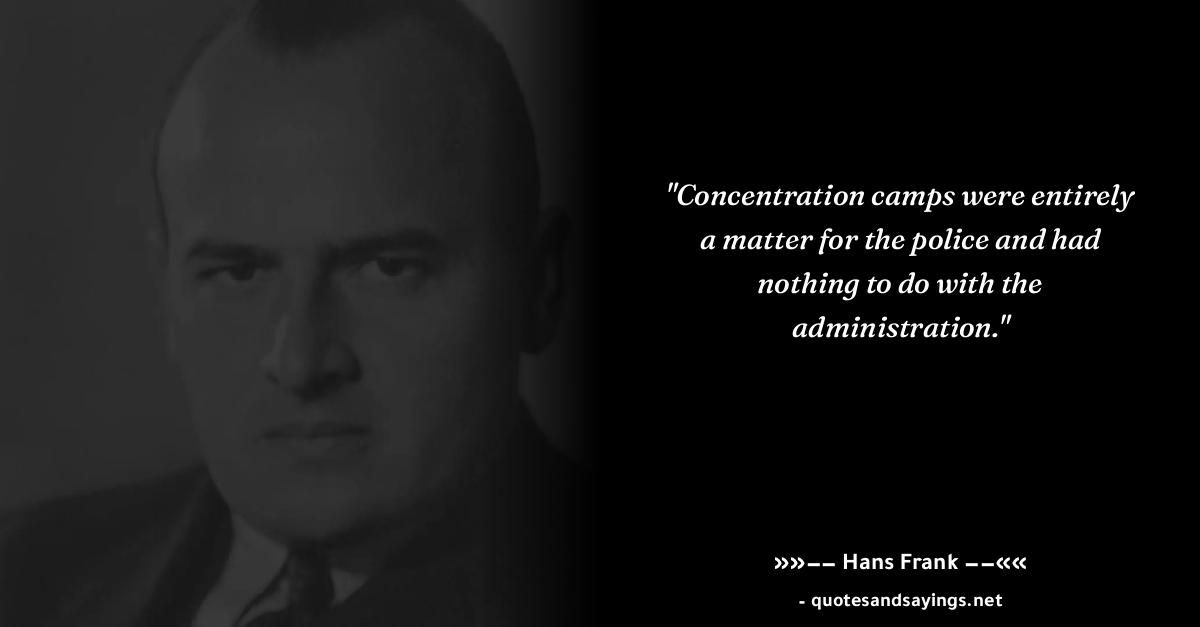 "Concentration camps were entirely
a matter for the police and had
nothing to do with the
administration."
»»−− Hans Frank −−««
- quotesandsayings.net